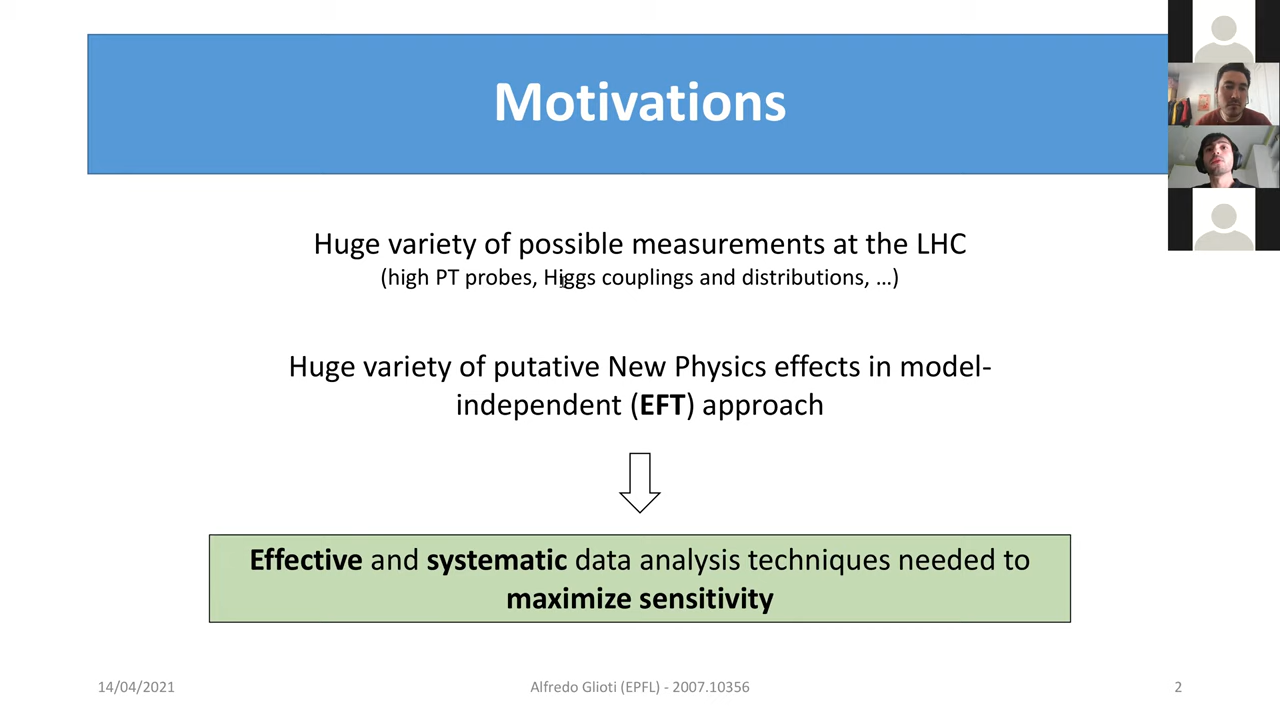 Motivations
Huge variety of possible measurements at the LHC
(high PT probes, Higgs couplings and distributions, ...)
Huge variety of putative New Physics effects in model-
independent (EFT) approach
Effective and systematic data analysis techniques needed to
maximize sensitivity
14/04/2021
Alfredo Glioti (EPFL) - 2007.10356
2